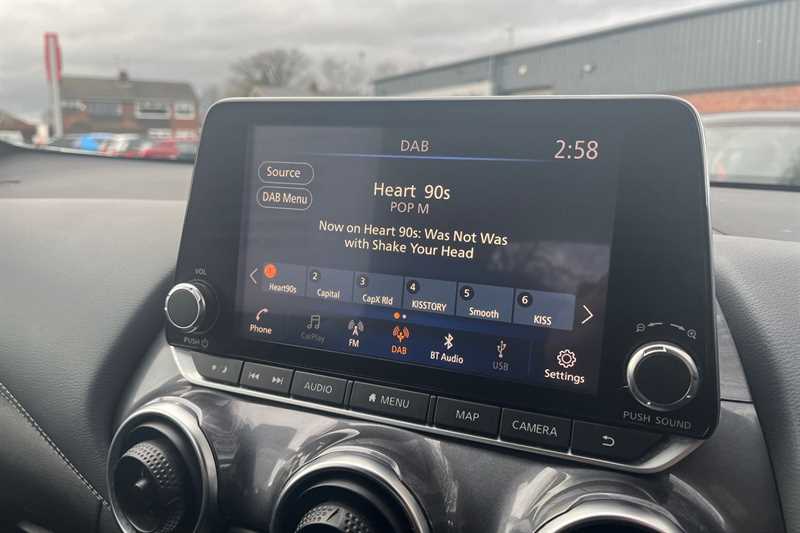 DAB
2:58
Source
DAB Menu
Heart 90s
POP M
Now on Heart 90s: Was Not Was
with Shake Your Head
1 Heart90s
2 Capital
3 CapX Rld
4 KISSTORY
5 Smooth
6 KISS
Phone
CarPlay
FM
DAB
BT Audio
USB
Settings
VOL
PUSH
PUSH SOUND
AUDIO
MENU
MAP
CAMERA